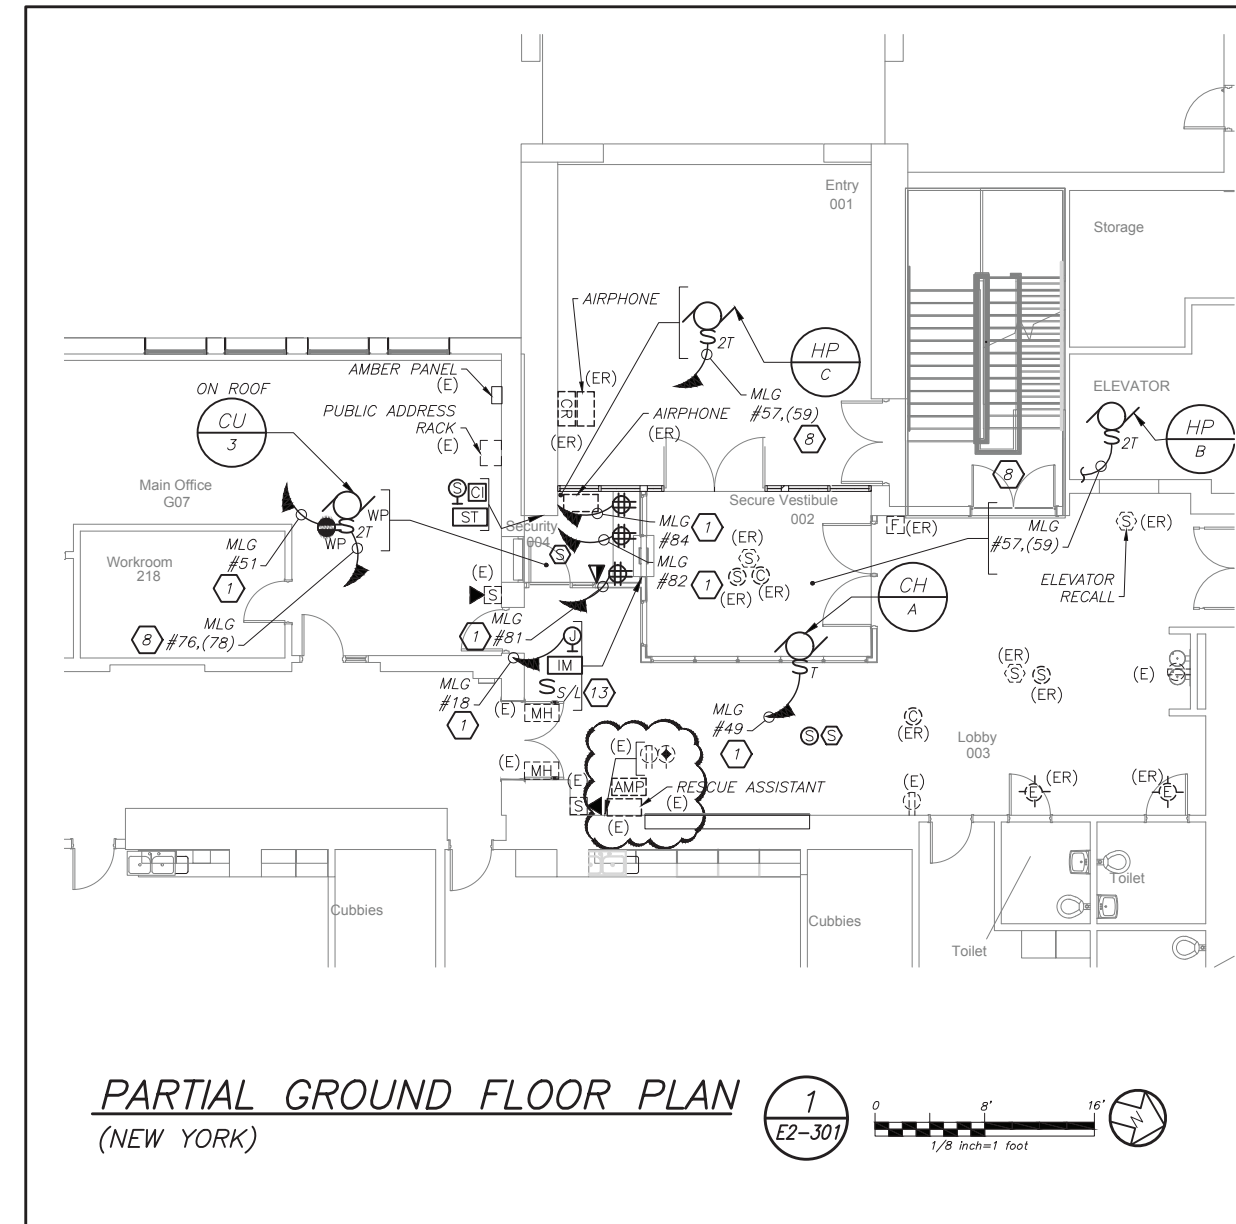 Entry
001
Storage
AIRPHONE
S
2T
HP
C
(ER)
CR
(ER)
MLG
#57,(59)
8
AIRPHONE
(ER)
AMBER PANEL
(E)
ON ROOF
CU
3
PUBLIC ADDRESS
RACK
(E)
ELEVATOR
S
2T
HP
B
8
Main Office
G07
S
CI
ST
WP
S
2T
WP
Security
004
S
Secure Vestibule
002
MLG
#84
1
MLG
#82
1
(ER)
S
S
C
(ER)
(ER)
F
(ER)
MLG
#57,(59)
S
(ER)
ELEVATOR
RECALL
Workroom
218
MLG
#51
1
MLG
#76,(78)
8
(E)
S
MLG
#81
1
CH
A
S
T
J
IM
S
S/L
13
MLG
#18
1
(E)
MH
(E)
MH
MLG
#49
1
S
S
C
(ER)
(ER)
S
S
(ER)
(E)
Lobby
003
(E)
AMP
RESCUE ASSISTANT
(E)
(E)
S
(E)
(E)
(ER)
E
(ER)
E
Cubbies
Cubbies
Toilet
Toilet
PARTIAL GROUND FLOOR PLAN
(NEW YORK)
1
E2-301
0
8'
16'
1/8 inch=1 foot
N